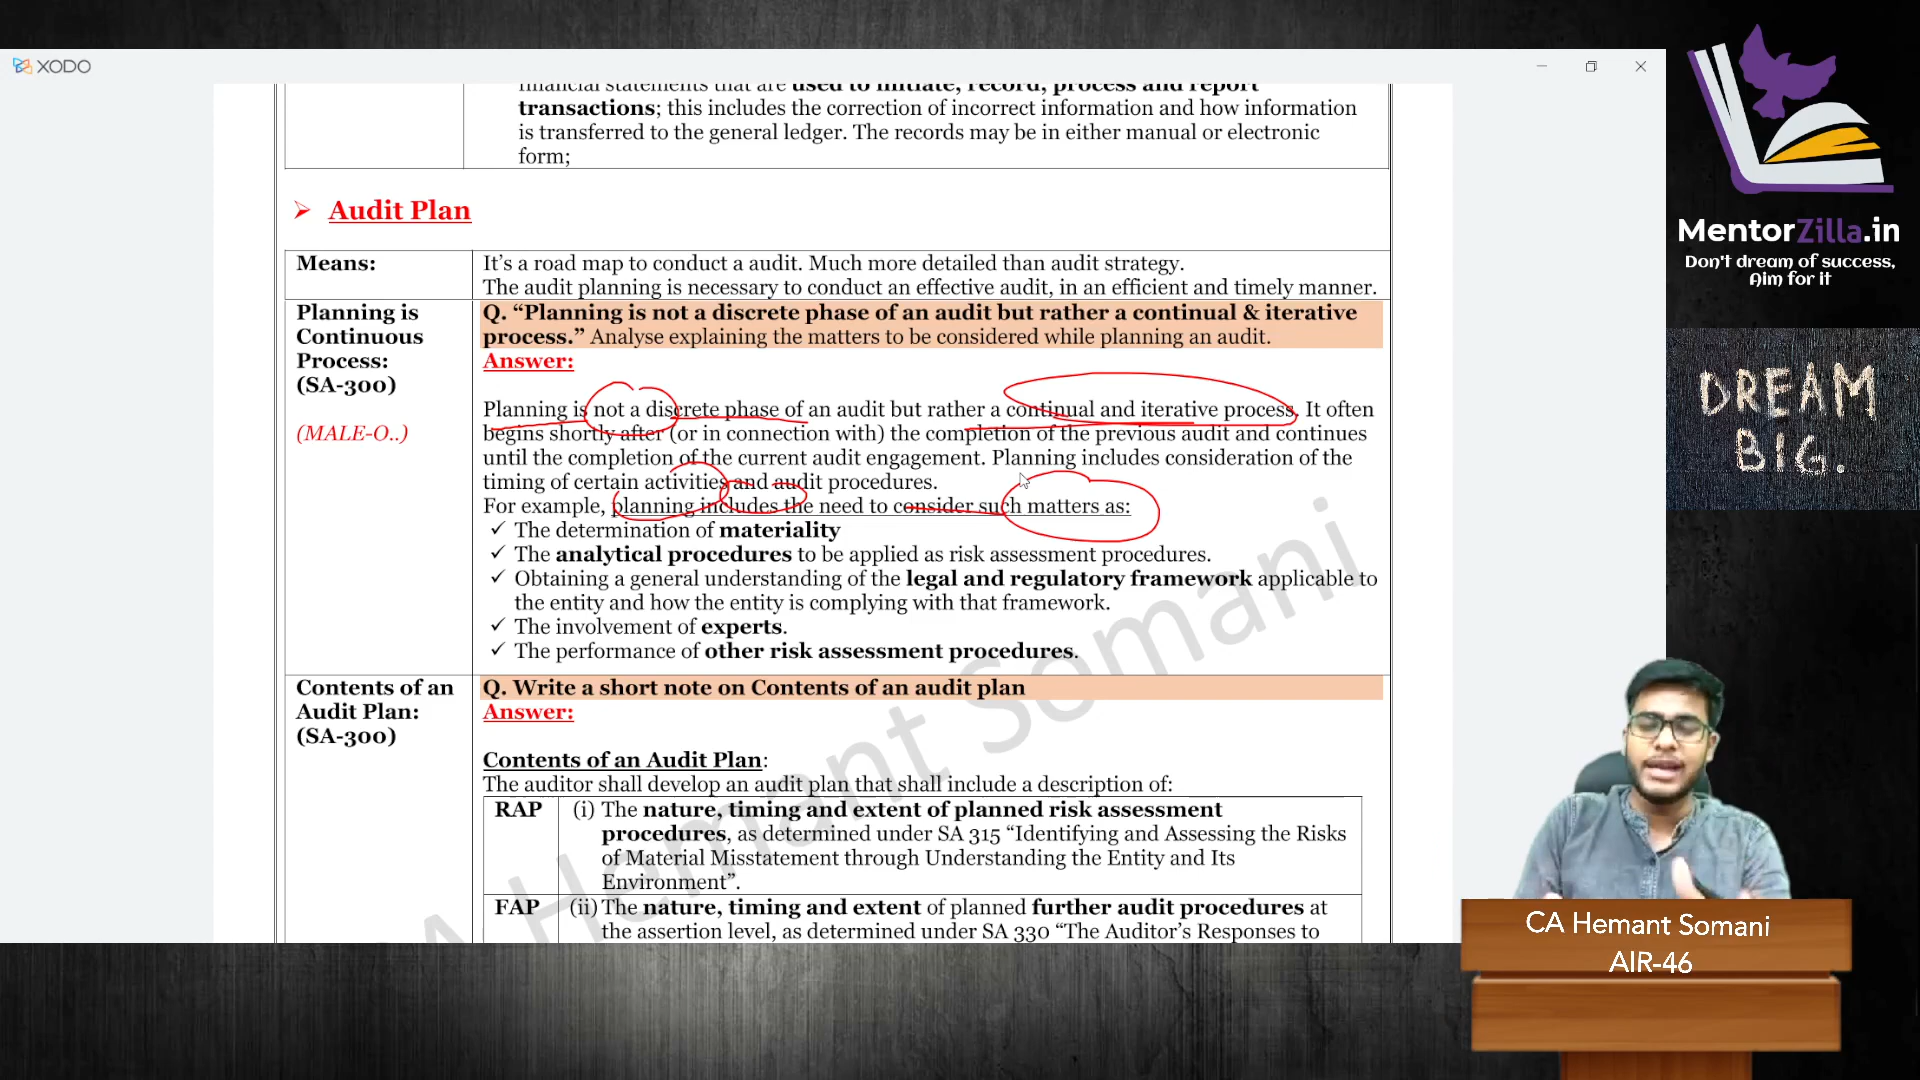 XODO
financial statements that are used to initiate, record, process and report
transactions; this includes the correction of incorrect information and how information
is transferred to the general ledger. The records may be in either manual or electronic
form;
➢ Audit Plan
Means:
It's a road map to conduct a audit. Much more detailed than audit strategy.
The audit planning is necessary to conduct an effective audit, in an efficient and timely manner.
Planning is
Continuous
Process:
(SA-300)
(MALE-O..)
Q. “Planning is not a discrete phase of an audit but rather a continual & iterative
process.” Analyse explaining the matters to be considered while planning an audit.
Answer:
Planning is not a discrete phase of an audit but rather a continual and iterative process. It often
begins shortly after (or in connection with) the completion of the previous audit and continues
until the completion of the current audit engagement. Planning includes consideration of the
timing of certain activities and audit procedures.
For example, planning includes the need to consider such matters as:
✓ The determination of materiality
✓ The analytical procedures to be applied as risk assessment procedures.
✓ Obtaining a general understanding of the legal and regulatory framework applicable to
the entity and how the entity is complying with that framework.
✓ The involvement of experts.
✓ The performance of other risk assessment procedures.
Contents of an
Audit Plan:
(SA-300)
Q. Write a short note on Contents of an audit plan
Answer:
Contents of an Audit Plan:
The auditor shall develop an audit plan that shall include a description of:
RAP
(i) The nature, timing and extent of planned risk assessment
procedures, as determined under SA 315 “Identifying and Assessing the Risks
of Material Misstatement through Understanding the Entity and Its
Environment”.
FAP
(ii) The nature, timing and extent of planned further audit procedures at
the assertion level, as determined under SA 330 “The Auditor's Responses to
A Hemant Somani
MentorZilla.in
Don't dream of success,
Aim for it
DREAM
BIG.
CA Hemant Somani
AIR-46